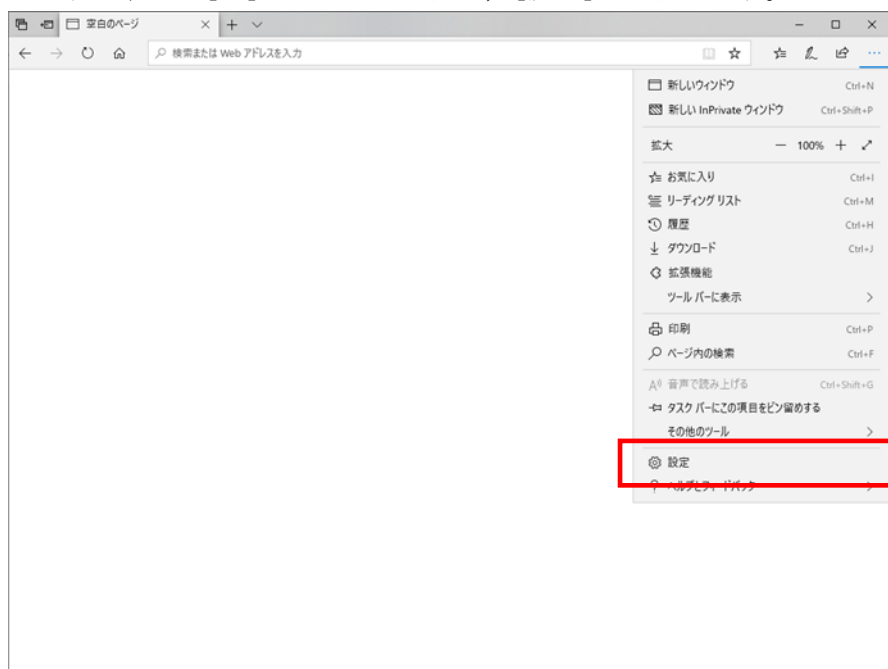 空白のページ
検索または Web アドレスを入力
新しいウィンドウ Ctrl+N
新しい InPrivate ウィンドウ Ctrl+Shift+P
拡大 100%
お気に入り Ctrl+I
リーディング リスト Ctrl+M
履歴 Ctrl+H
ダウンロード Ctrl+J
拡張機能
ツール バーに表示
印刷 Ctrl+P
ページ内の検索 Ctrl+F
音声で読み上げる Ctrl+Shift+G
タスク バーにこの項目をピン留めする
その他のツール
設定